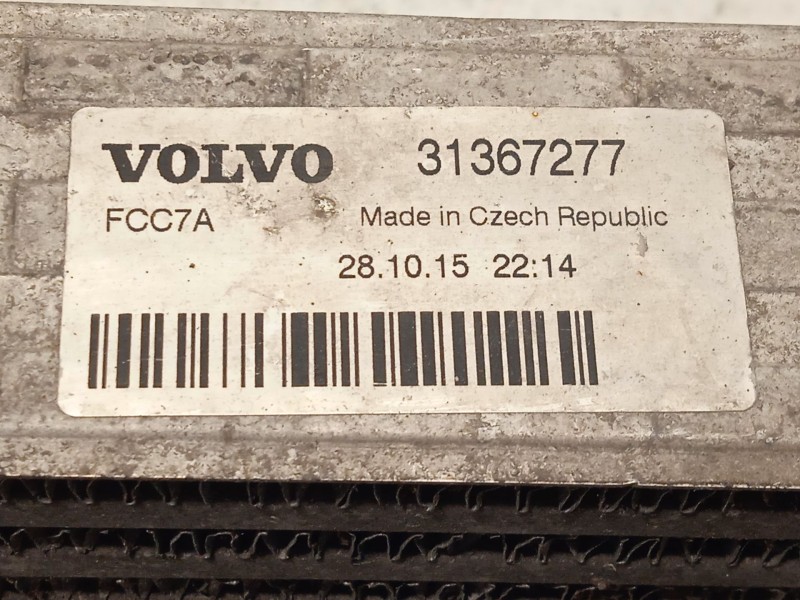 VOLVO 31367277
FCC7A Made in Czech Republic
28.10.15 22:14